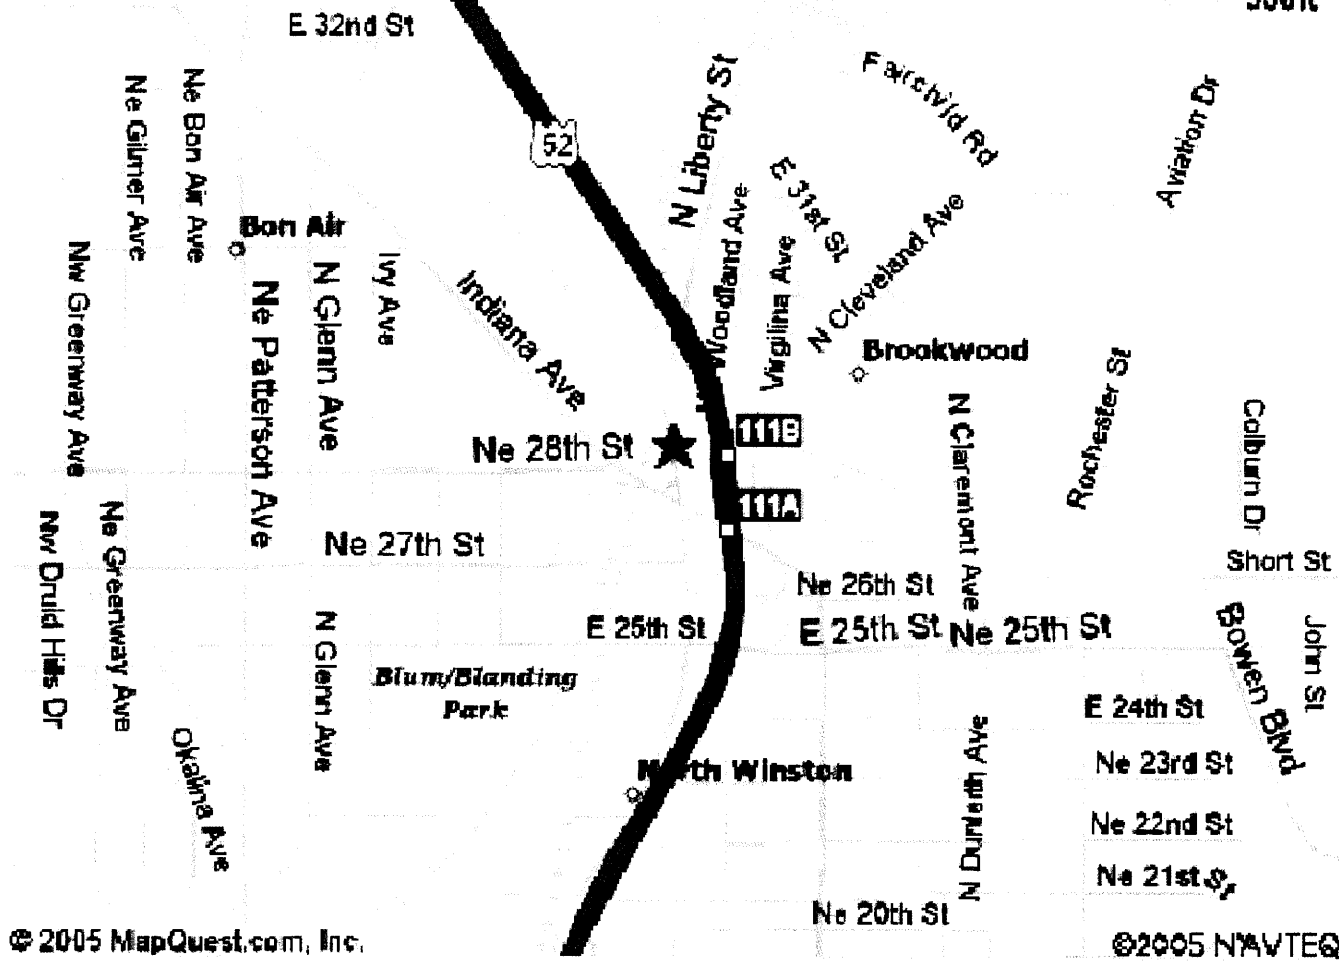 E 32nd St
52
N Liberty St
Fairchild Rd
Aviation Dr
Ne Gilmer Ave
Ne Bon Air Ave
Bon Air
Woodland Ave
E 31st St
Virgilina Ave
N Cleveland Ave
Nw Greenway Ave
Ne Patterson Ave
N Glenn Ave
Ivy Ave
Indiana Ave
Brookwood
Rochester St
Ne 28th St
111B
N Claremont Ave
Colburn Dr
111A
Ne 27th St
Nw Druid Hills Dr
Ne Greenway Ave
Short St
Ne 26th St
E 25th St
E 25th St
Ne 25th St
N Glenn Ave
Blum/Blanding
Park
Bowen Blvd
John St
E 24th St
Okalina Ave
North Winston
N Dunleith Ave
Ne 23rd St
Ne 22nd St
Ne 21st St
Ne 20th St
© 2005 MapQuest.com, Inc.
©2005 NAVTEQ